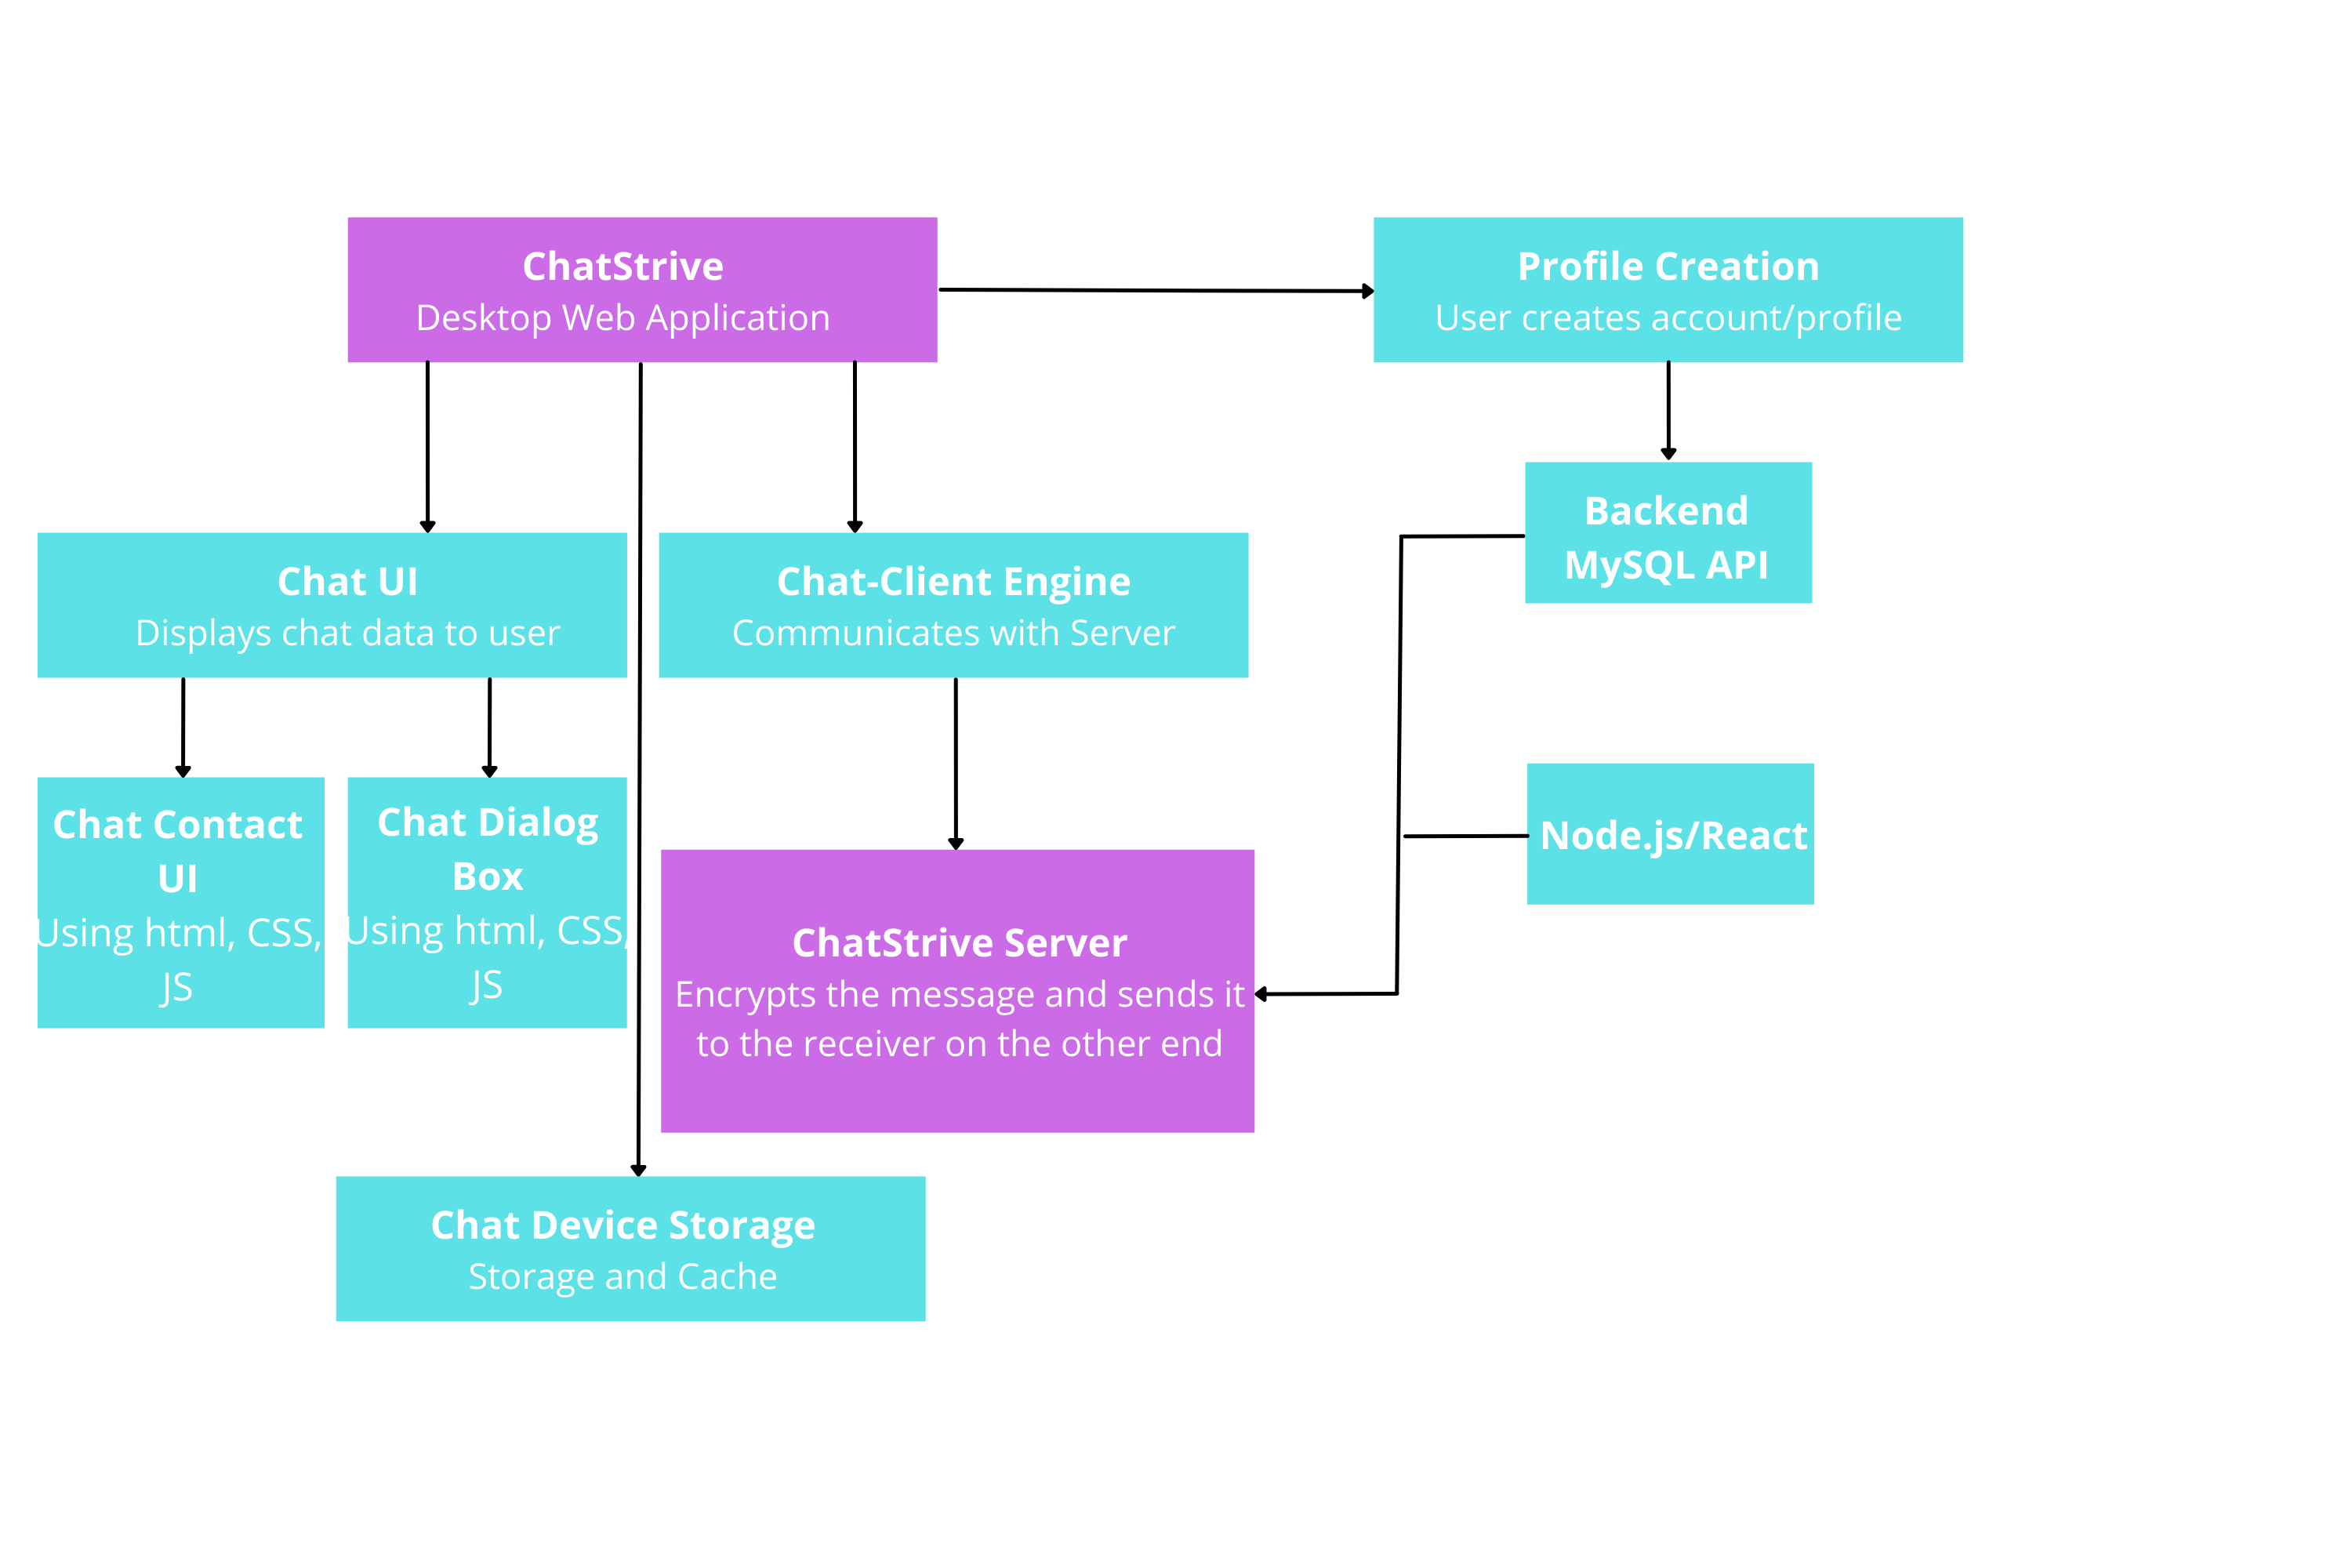 ChatStrive
Desktop Web Application
Profile Creation
User creates account/profile
Backend
MySQL API
Chat UI
Displays chat data to user
Chat-Client Engine
Communicates with Server
Chat Contact
UI
Using html, CSS,
JS
Chat Dialog
Box
Using html, CSS,
JS
Node.js/React
ChatStrive Server
Encrypts the message and sends it
to the receiver on the other end
Chat Device Storage
Storage and Cache